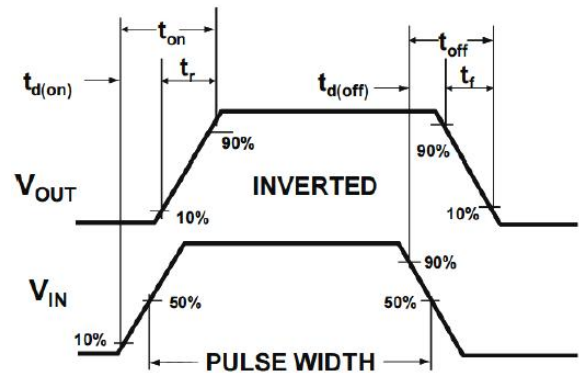 t_on
t_off
t_r
t_f
t_d(on)
t_d(off)
90%
90%
V_OUT
INVERTED
10%
10%
90%
V_IN
50%
50%
10%
PULSE WIDTH